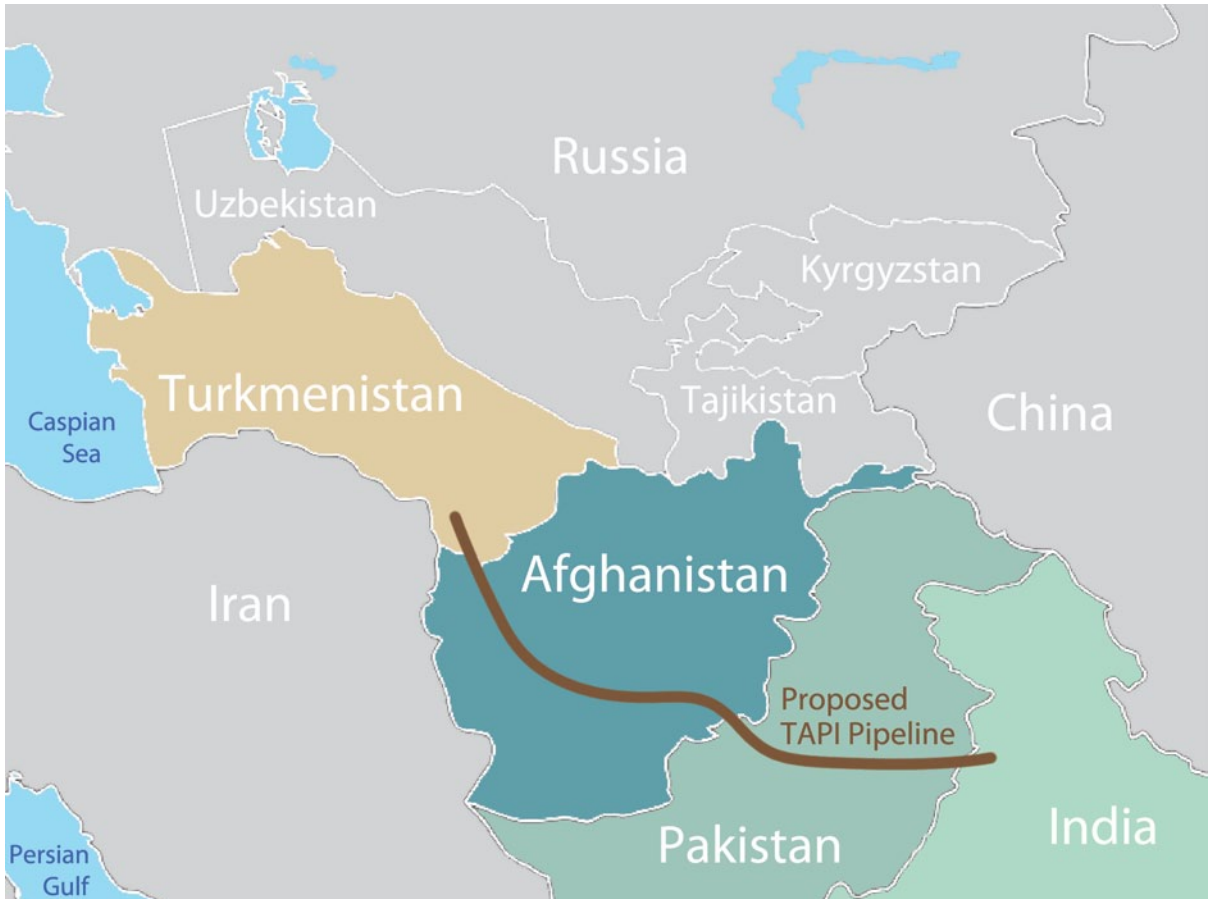 Russia
Uzbekistan
Kyrgyzstan
Turkmenistan
Tajikistan
China
Caspian
Sea
Afghanistan
Iran
Proposed
TAPI Pipeline
India
Pakistan
Persian
Gulf